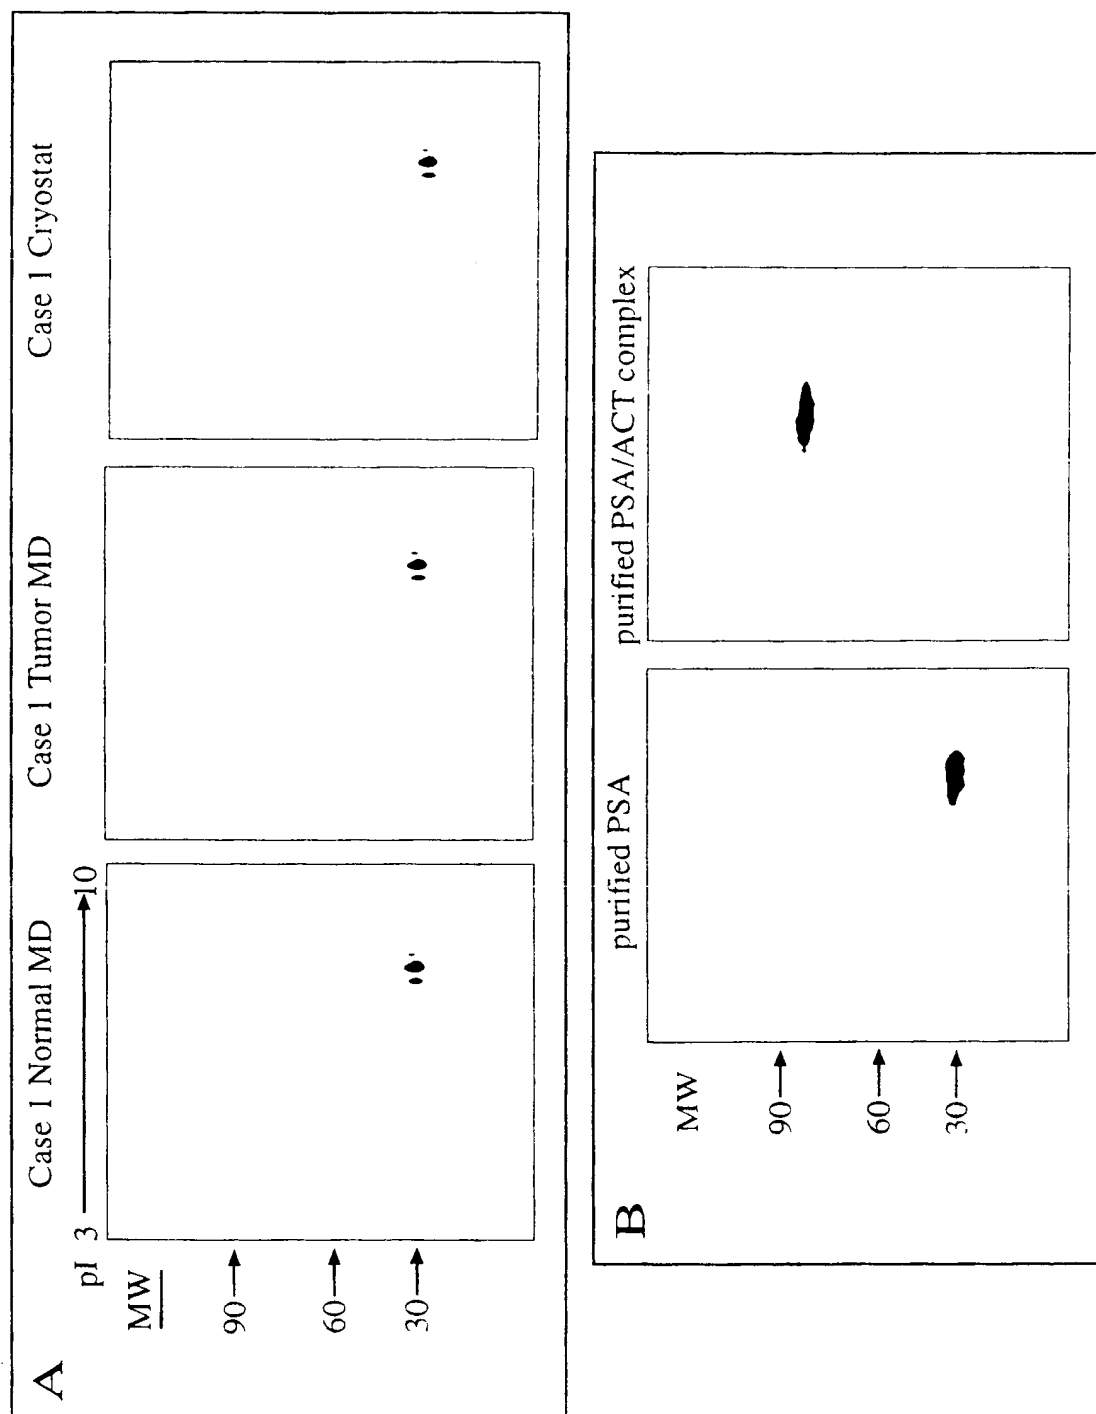 A
Case 1 Normal MD
Case 1 Tumor MD
Case 1 Cryostat
pI 3 10
MW
90
60
30
B
purified PSA
purified PSA/ACT complex
MW
90
60
30